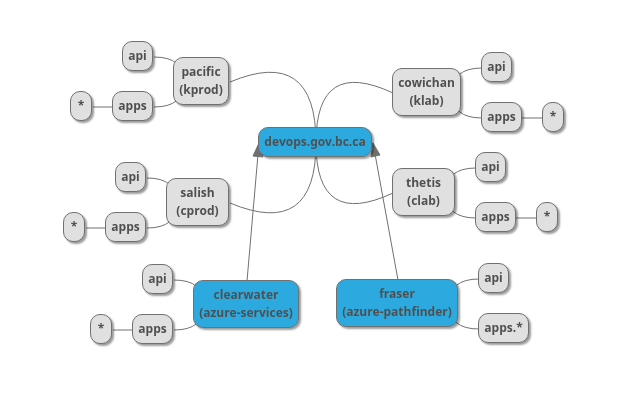 api
pacific
(kprod)
*
apps
cowichan
(klab)
api
apps
*
devops.gov.bc.ca
api
salish
(cprod)
*
apps
thetis
(clab)
api
apps
*
api
clearwater
(azure-services)
*
apps
fraser
(azure-pathfinder)
api
apps.*